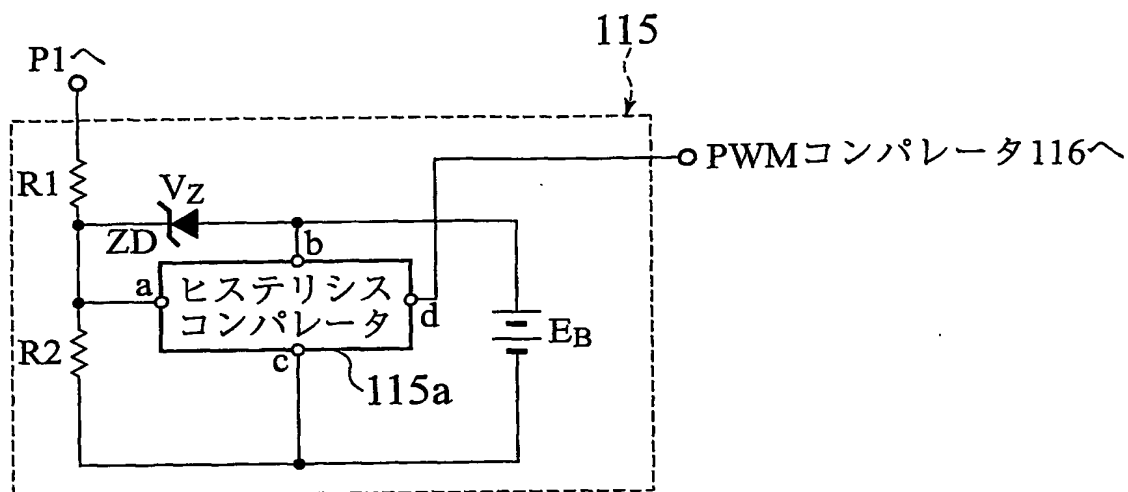 115
P1へ
PWMコンパレータ116へ
R1
VZ
ZD
b
a
ヒステリシス
コンパレータ
d
EB
R2
c
115a